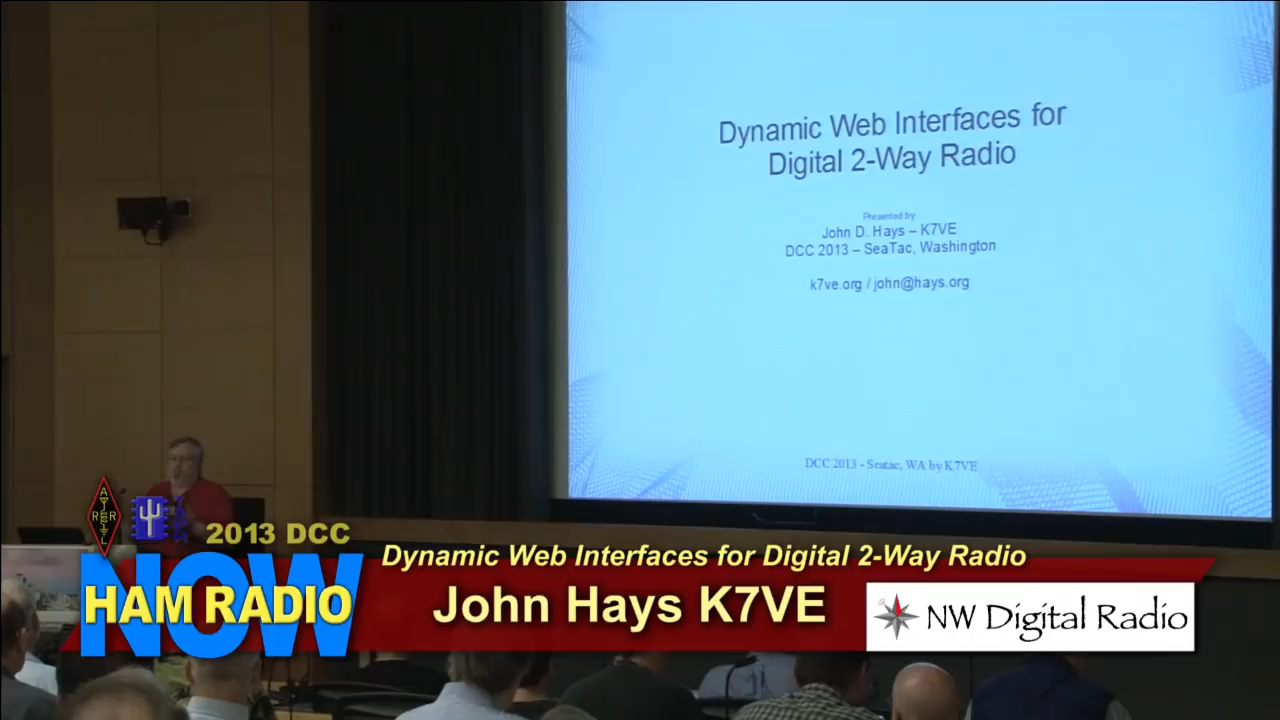 Dynamic Web Interfaces for
Digital 2-Way Radio
Presented by
John D. Hays – K7VE
DCC 2013 – SeaTac, Washington
k7ve.org / john@hays.org
DCC 2013 - Seatac, WA by K7VE
A
R R
L
2013 DCC
Dynamic Web Interfaces for Digital 2-Way Radio
NOW
HAM RADIO
John Hays K7VE
NW Digital Radio